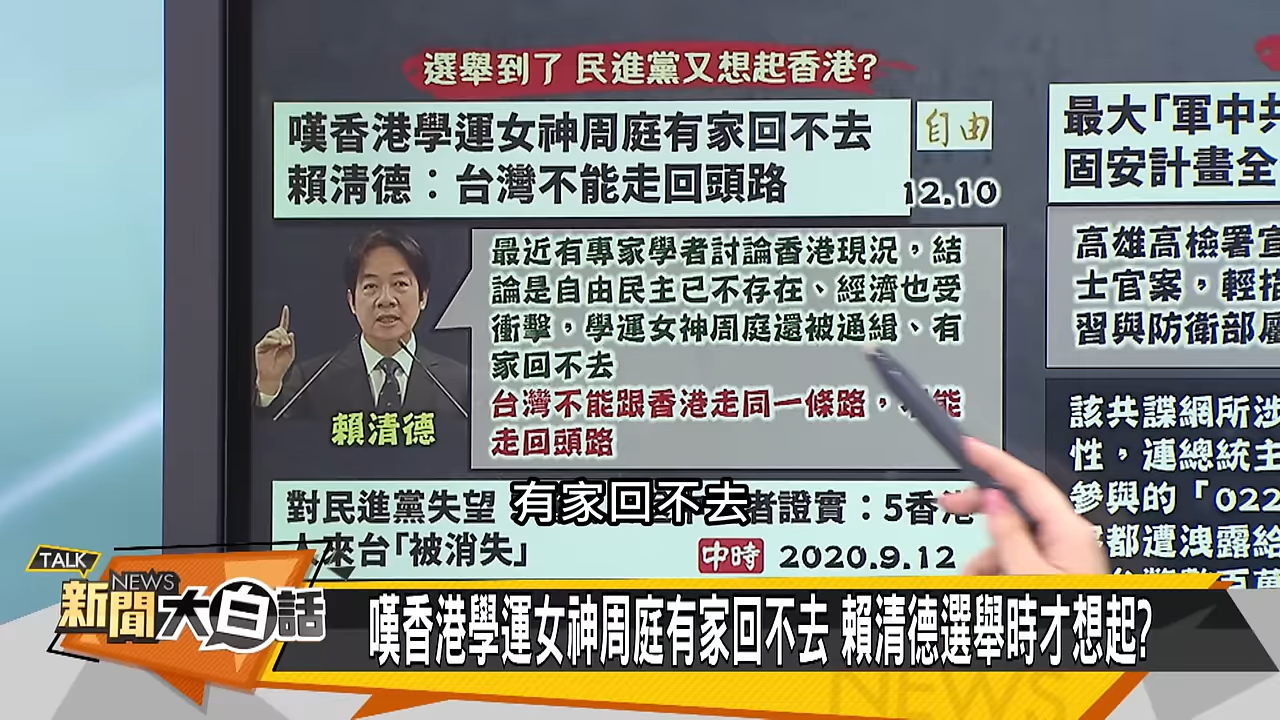 選舉到了 民進黨又想起香港?
嘆香港學運女神周庭有家回不去
賴清德：台灣不能走回頭路
自由
12.10
最近有專家學者討論香港現況，結
論是自由民主已不存在、經濟也受
衝擊，學運女神周庭還被通緝、有
家回不去
台灣不能跟香港走同一條路，不能
走回頭路
賴清德
對民進黨失望
者證實：5香港
人來台「被消失」
中時
2020.9.12
有家回不去
最大「軍中共
固安計畫全
高雄高檢署宣
士官案，輕
習與防衛部屬
該共諜網所涉
性，連總統主
參與的「022
都遭洩露給
TALK
NEWS
新聞大白話
嘆香港學運女神周庭有家回不去 賴清德選舉時才想起?
NEWS